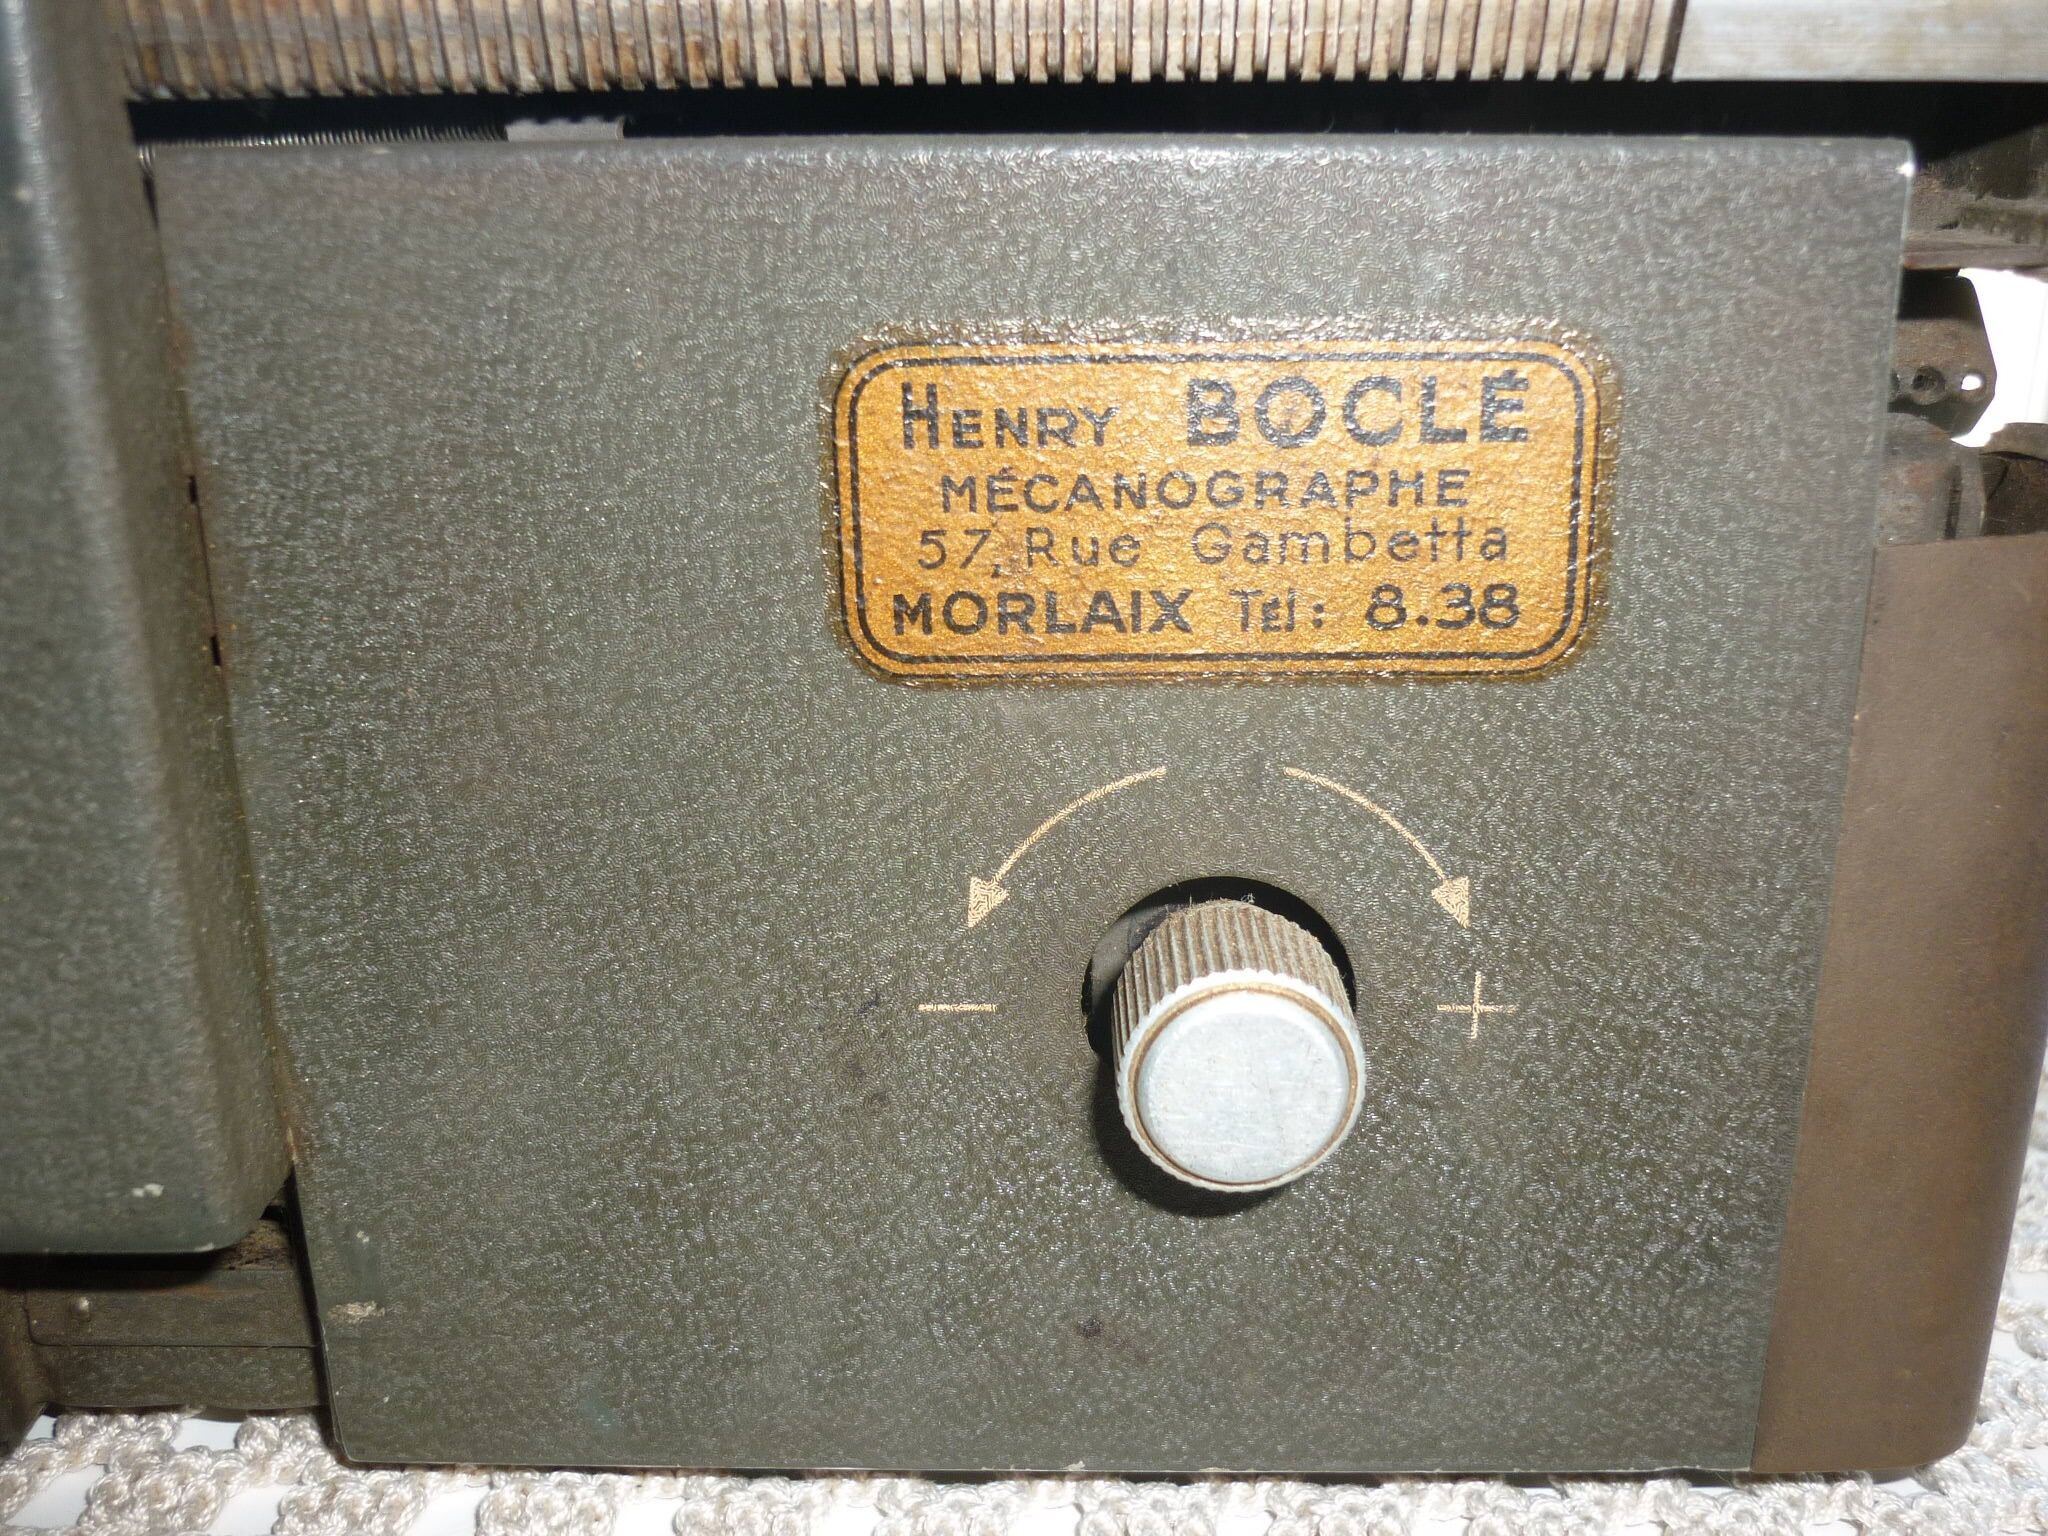 HENRY BOCLÉ
MÉCANOGRAPHE
57, Rue Gambetta
MORLAIX TÉl: 8.38
− +